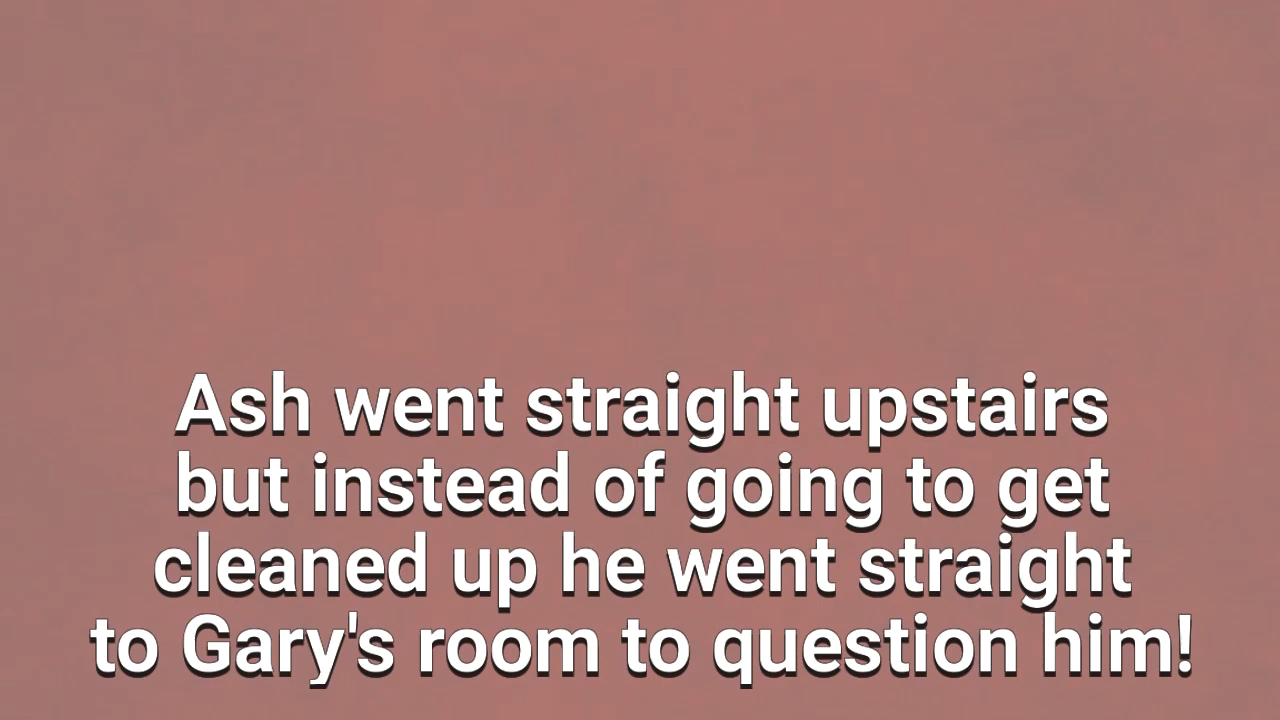 Ash went straight upstairs
but instead of going to get
cleaned up he went straight
to Gary's room to question him!